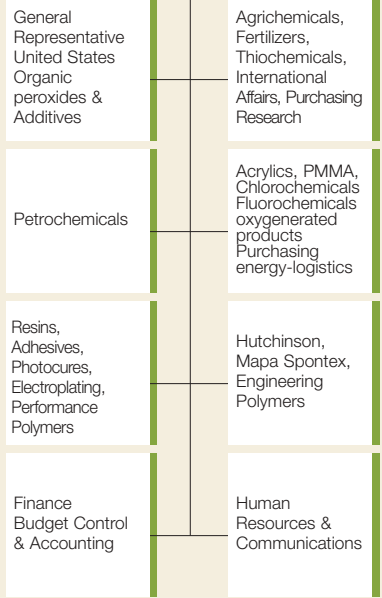 General
Representative
United States
Organic
peroxides &
Additives
Agrichemicals,
Fertilizers,
Thiochemicals,
International
Affairs, Purchasing
Research
Petrochemicals
Acrylics, PMMA,
Chlorochemicals
Fluorochemicals
oxygenerated
products
Purchasing
energy-logistics
Resins,
Adhesives,
Photocures,
Electroplating,
Performance
Polymers
Hutchinson,
Mapa Spontex,
Engineering
Polymers
Finance
Budget Control
& Accounting
Human
Resources &
Communications